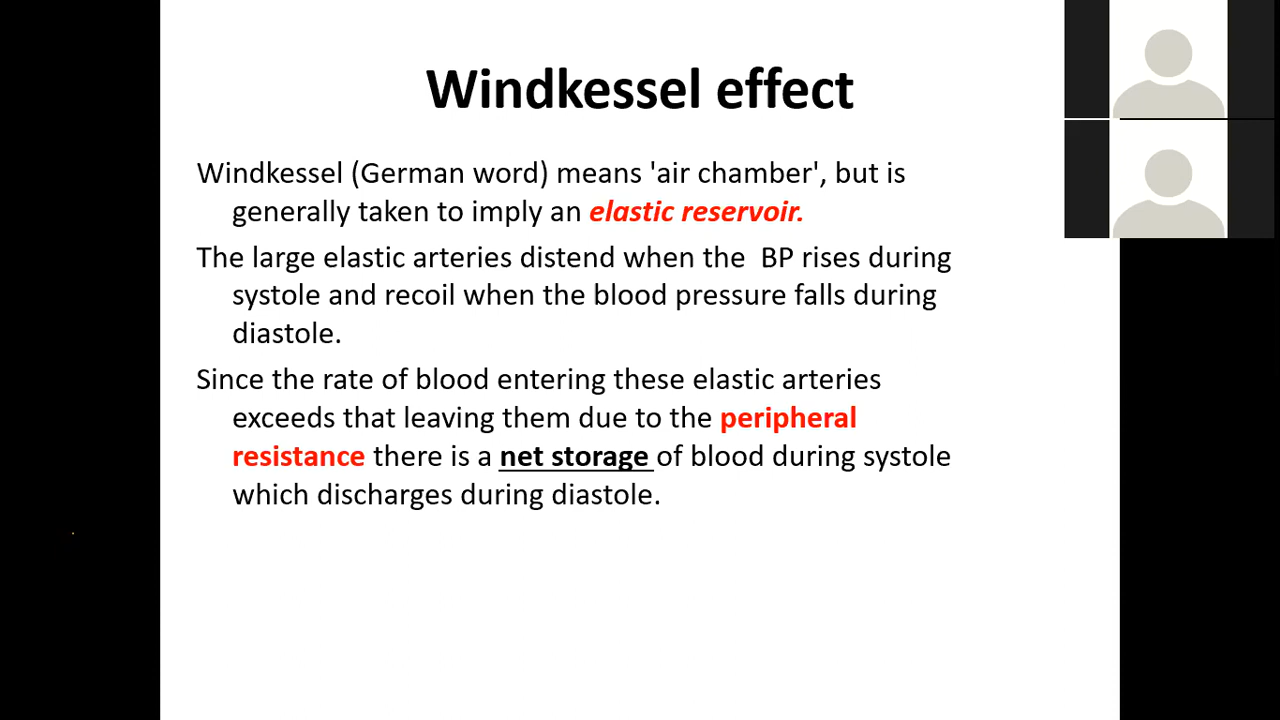 Windkessel effect
Windkessel (German word) means 'air chamber', but is
generally taken to imply an elastic reservoir.
The large elastic arteries distend when the  BP rises during
systole and recoil when the blood pressure falls during
diastole.
Since the rate of blood entering these elastic arteries
exceeds that leaving them due to the peripheral
resistance there is a net storage of blood during systole
which discharges during diastole.